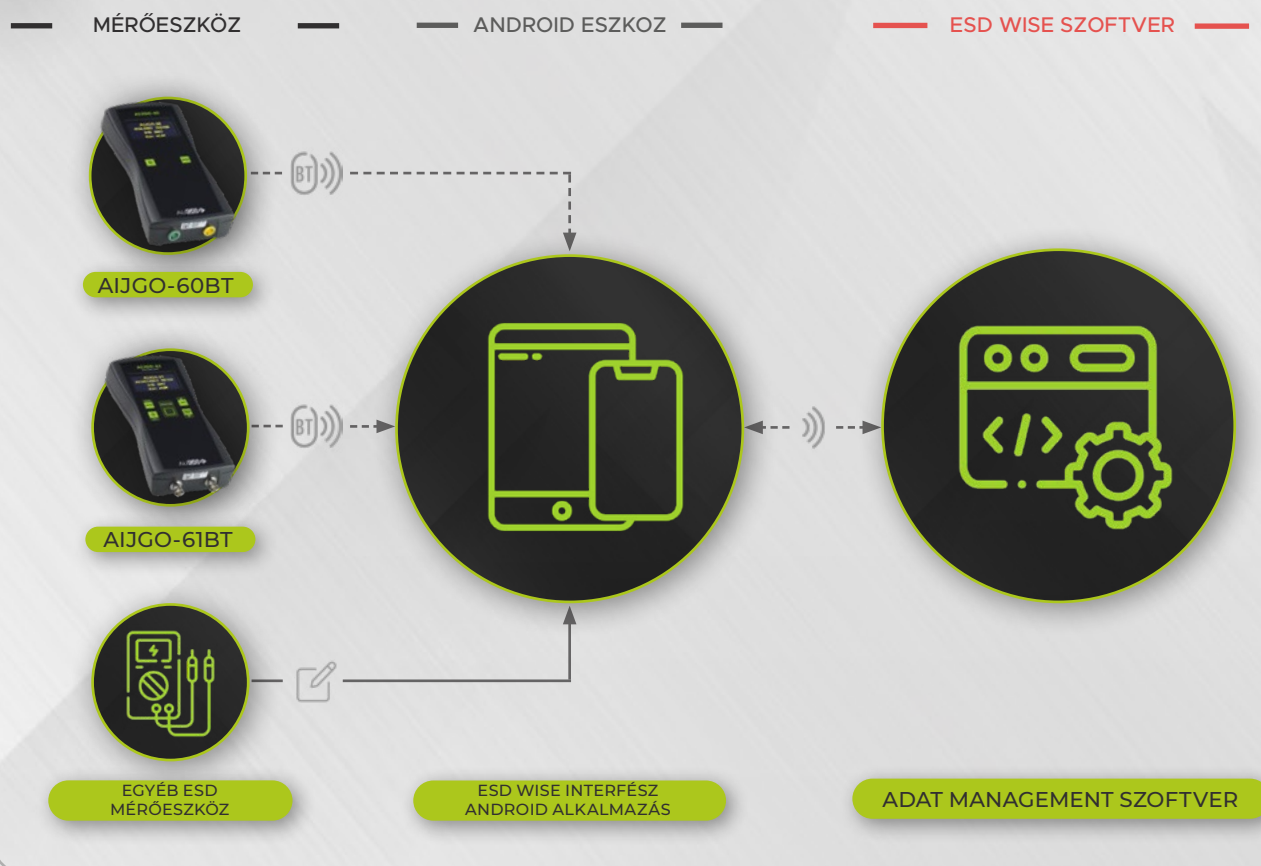 MÉRŐESZKÖZ
ANDROID ESZKOZ
ESD WISE SZOFTVER
BT
AIJGO-60BT
BT
AIJGO-61BT
EGYÉB ESD
MÉRŐESZKÖZ
ESD WISE INTERFÉSZ
ANDROID ALKALMAZÁS
ADAT MANAGEMENT SZOFTVER